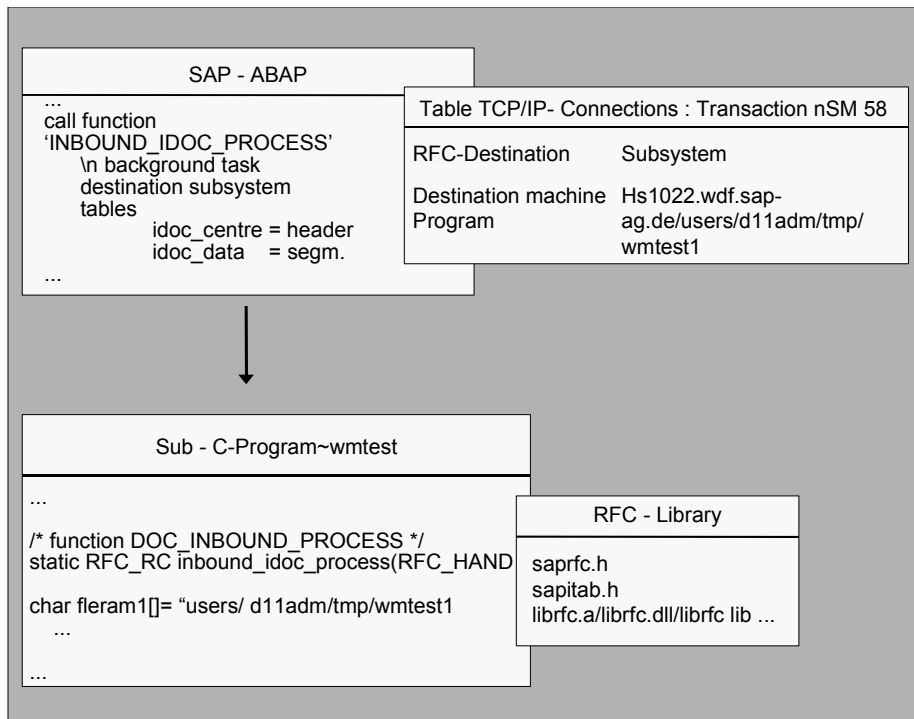 SAP - ABAP
...
call function
‘INBOUND_IDOC_PROCESS’
\n background task
destination subsystem
tables
idoc_centre = header
idoc_data = segm.
...
Table TCP/IP- Connections : Transaction nSM 58
RFC-Destination Subsystem
Destination machine Hs1022.wdf.sap-
Program ag.de/users/d11adm/tmp/
wmtest1
Sub - C-Program~wmtest
...
/* function DOC_INBOUND_PROCESS */
static RFC_RC inbound_idoc_process(RFC_HAND
char fleram1[]= “users/ d11adm/tmp/wmtest1
...
...
RFC - Library
saprfc.h
sapitab.h
librfc.a/librfc.dll/librfc lib ...